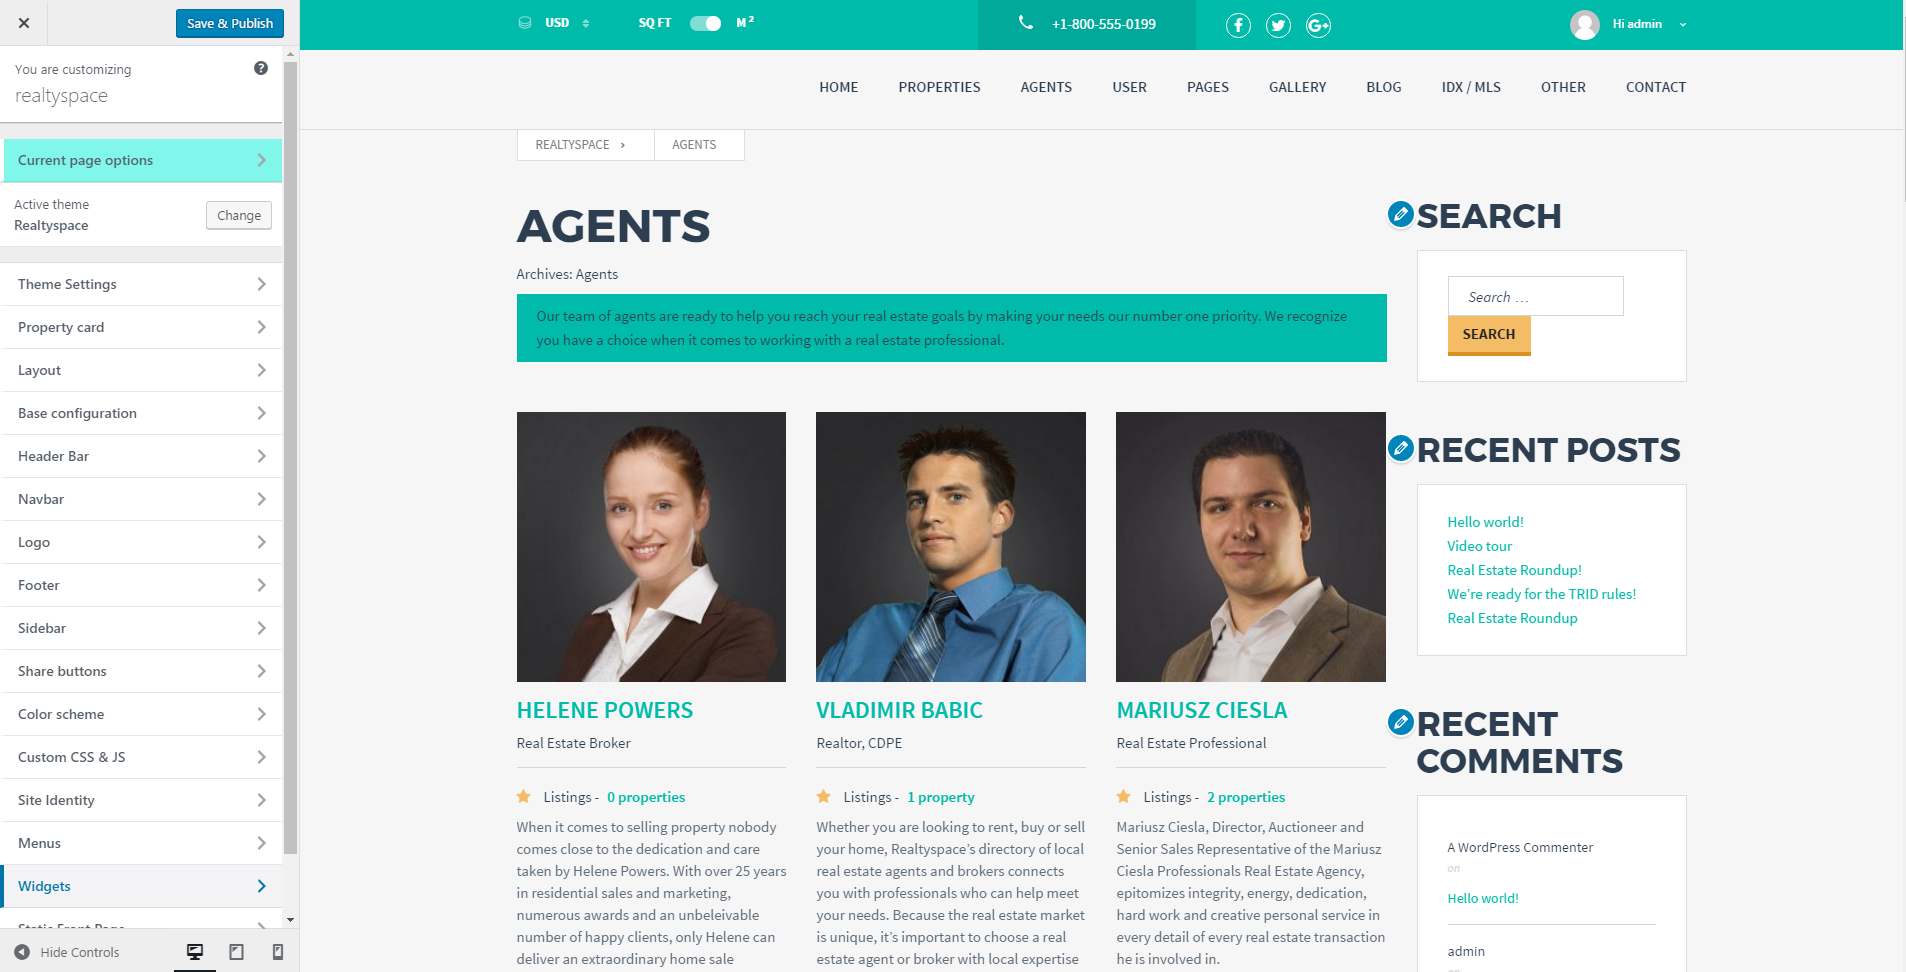 Save & Publish
You are customizing
realtyspace
Current page options
Active theme
Realtyspace
Change
Theme Settings
Property card
Layout
Base configuration
Header Bar
Navbar
Logo
Footer
Sidebar
Share buttons
Color scheme
Custom CSS & JS
Site Identity
Menus
Widgets
Static Front Page
Hide Controls
USD
SQ FT
M²
+1-800-555-0199
Hi admin
HOME
PROPERTIES
AGENTS
USER
PAGES
GALLERY
BLOG
IDX / MLS
OTHER
CONTACT
REALTYSPACE
AGENTS
AGENTS
Archives: Agents
Our team of agents are ready to help you reach your real estate goals by making your needs our number one priority. We recognize
you have a choice when it comes to working with a real estate professional.
HELENE POWERS
Real Estate Broker
Listings - 0 properties
When it comes to selling property nobody
comes close to the dedication and care
taken by Helene Powers. With over 25 years
in residential sales and marketing,
numerous awards and an unbeleivable
number of happy clients, only Helene can
deliver an extraordinary home sale
VLADIMIR BABIC
Realtor, CDPE
Listings - 1 property
Whether you are looking to rent, buy or sell
your home, Realtyspace’s directory of local
real estate agents and brokers connects
you with professionals who can help meet
your needs. Because the real estate market
is unique, it’s important to choose a real
estate agent or broker with local expertise
MARIUSZ CIESLA
Real Estate Professional
Listings - 2 properties
Mariusz Ciesla, Director, Auctioneer and
Senior Sales Representative of the Mariusz
Ciesla Professionals Real Estate Agency,
epitomizes integrity, energy, dedication,
hard work and creative personal service in
every detail of every real estate transaction
he is involved in.
SEARCH
Search …
SEARCH
RECENT POSTS
Hello world!
Video tour
Real Estate Roundup!
We’re ready for the TRID rules!
Real Estate Roundup
RECENT
COMMENTS
A WordPress Commenter
on
Hello world!
admin